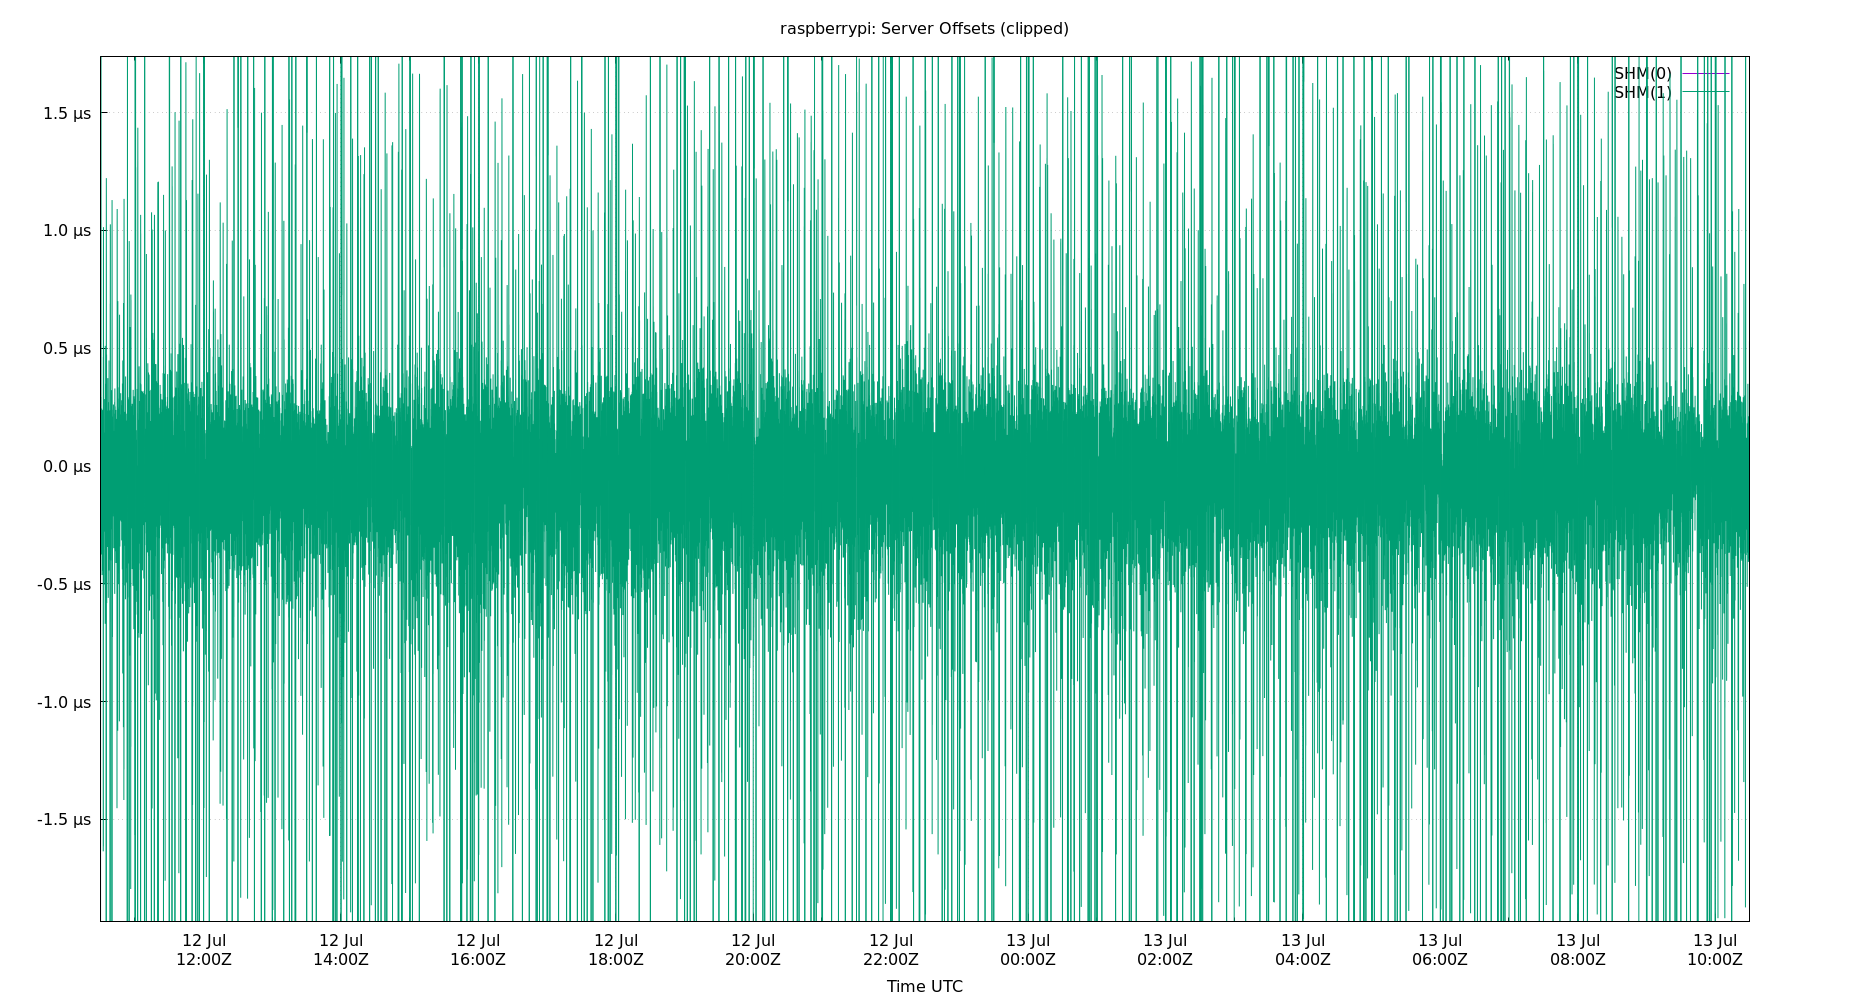 raspberrypi: Server Offsets (clipped)
SHM(0)
SHM(1)
1.5 µs
1.0 µs
0.5 µs
0.0 µs
-0.5 µs
-1.0 µs
-1.5 µs
12 Jul 12 Jul 12 Jul 12 Jul 12 Jul 12 Jul 13 Jul 13 Jul 13 Jul 13 Jul 13 Jul 13 Jul
12:00Z 14:00Z 16:00Z 18:00Z 20:00Z 22:00Z 00:00Z 02:00Z 04:00Z 06:00Z 08:00Z 10:00Z
Time UTC